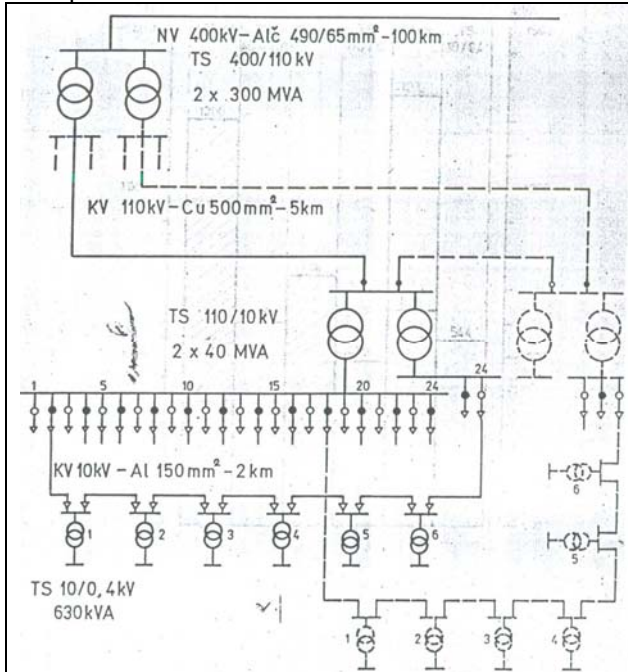 NV 400kV-Alč 490/65mm²-100km
TS 400/110 kV
2 x 300 MVA
KV 110kV-Cu 500mm²-5km
TS 110/10kV
2 x 40 MVA
24
1 5 10 15 20 24
KV 10kV-Al 150mm²-2km
6
1 2 3 4 5 6
5
TS 10/0,4kV
630kVA
1 2 3 4